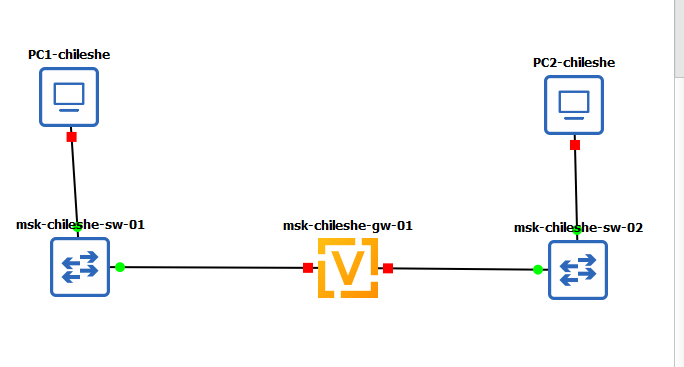 PC1-chileshe
PC2-chileshe
msk-chileshe-sw-01
msk-chileshe-gw-01
msk-chileshe-sw-02
V